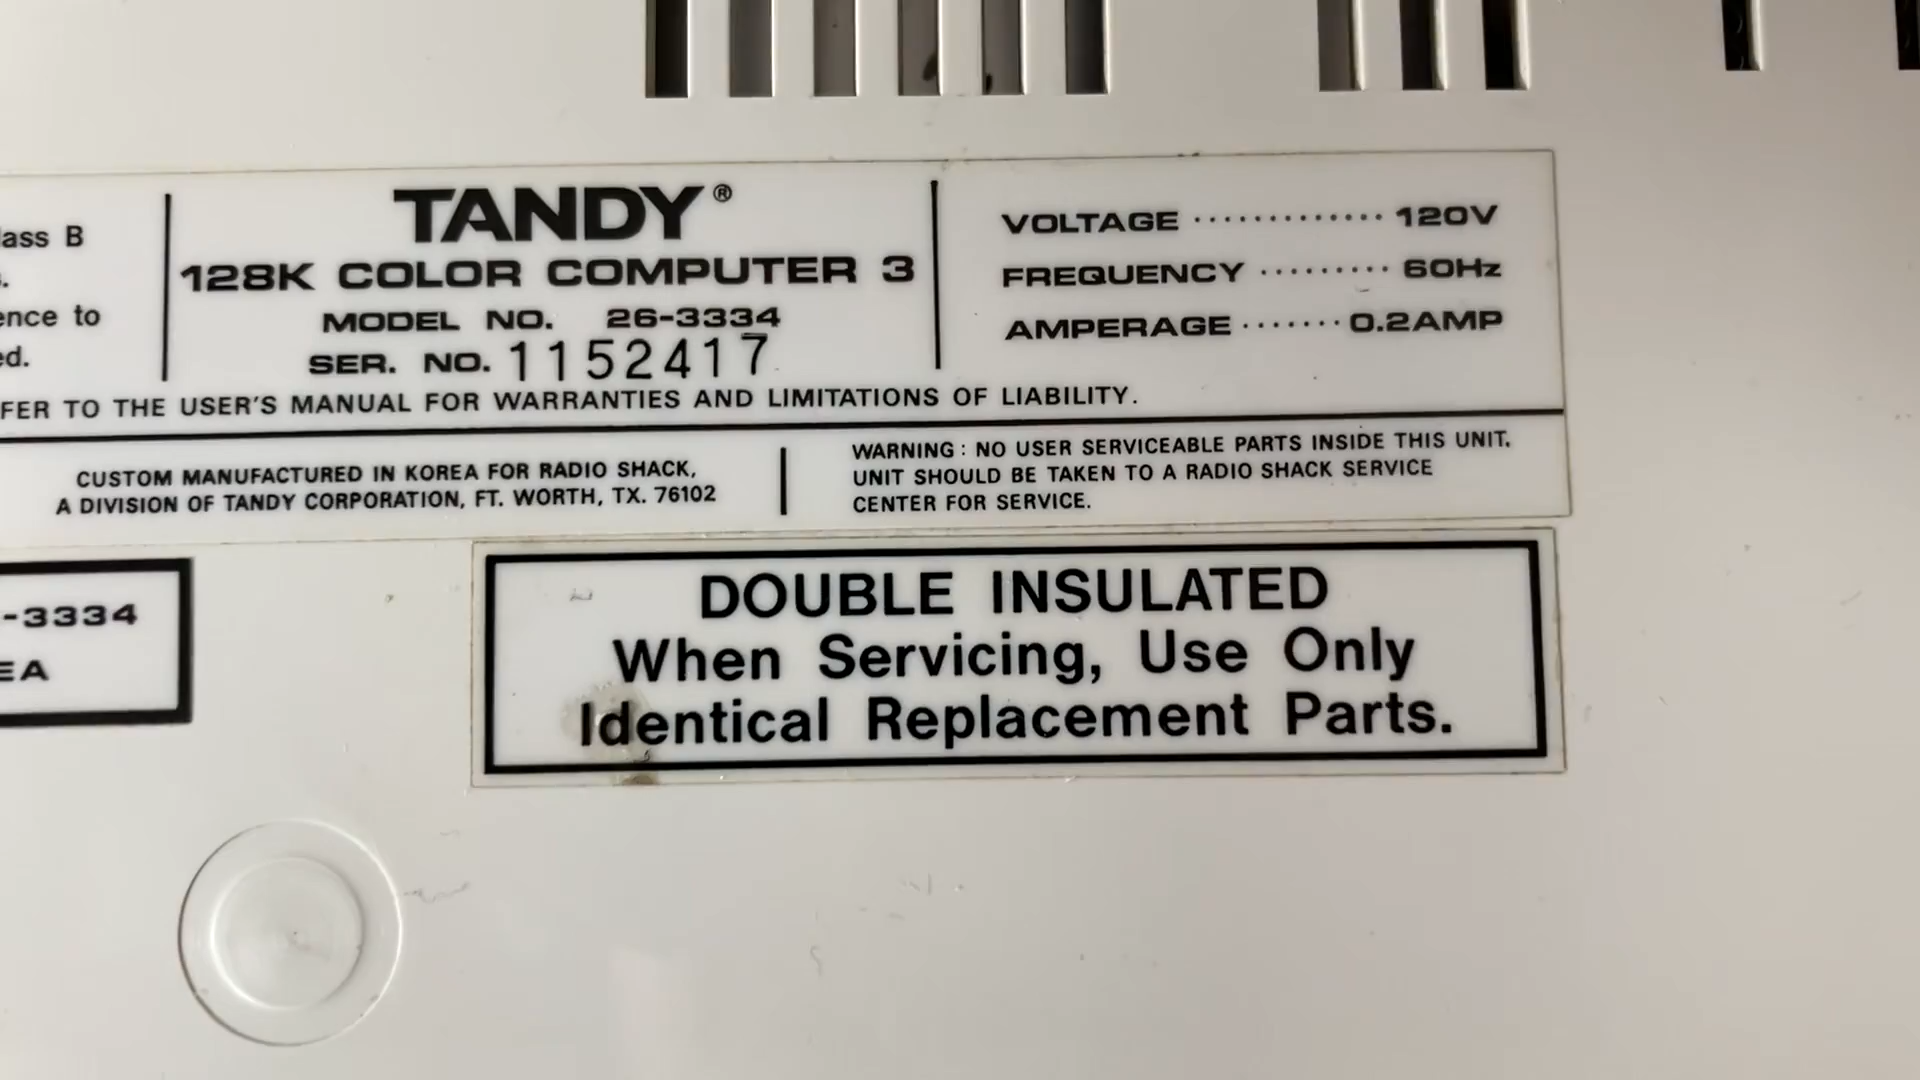 ass B
ence to
ed.
TANDY®
128K COLOR COMPUTER 3
MODEL NO. 26-3334
SER. NO. 1152417
VOLTAGE ············· 120V
FREQUENCY ········· 60Hz
AMPERAGE ······· 0.2AMP
FER TO THE USER'S MANUAL FOR WARRANTIES AND LIMITATIONS OF LIABILITY.
CUSTOM MANUFACTURED IN KOREA FOR RADIO SHACK,
A DIVISION OF TANDY CORPORATION, FT. WORTH, TX. 76102
WARNING : NO USER SERVICEABLE PARTS INSIDE THIS UNIT.
UNIT SHOULD BE TAKEN TO A RADIO SHACK SERVICE
CENTER FOR SERVICE.
-3334
EA
DOUBLE INSULATED
When Servicing, Use Only
Identical Replacement Parts.